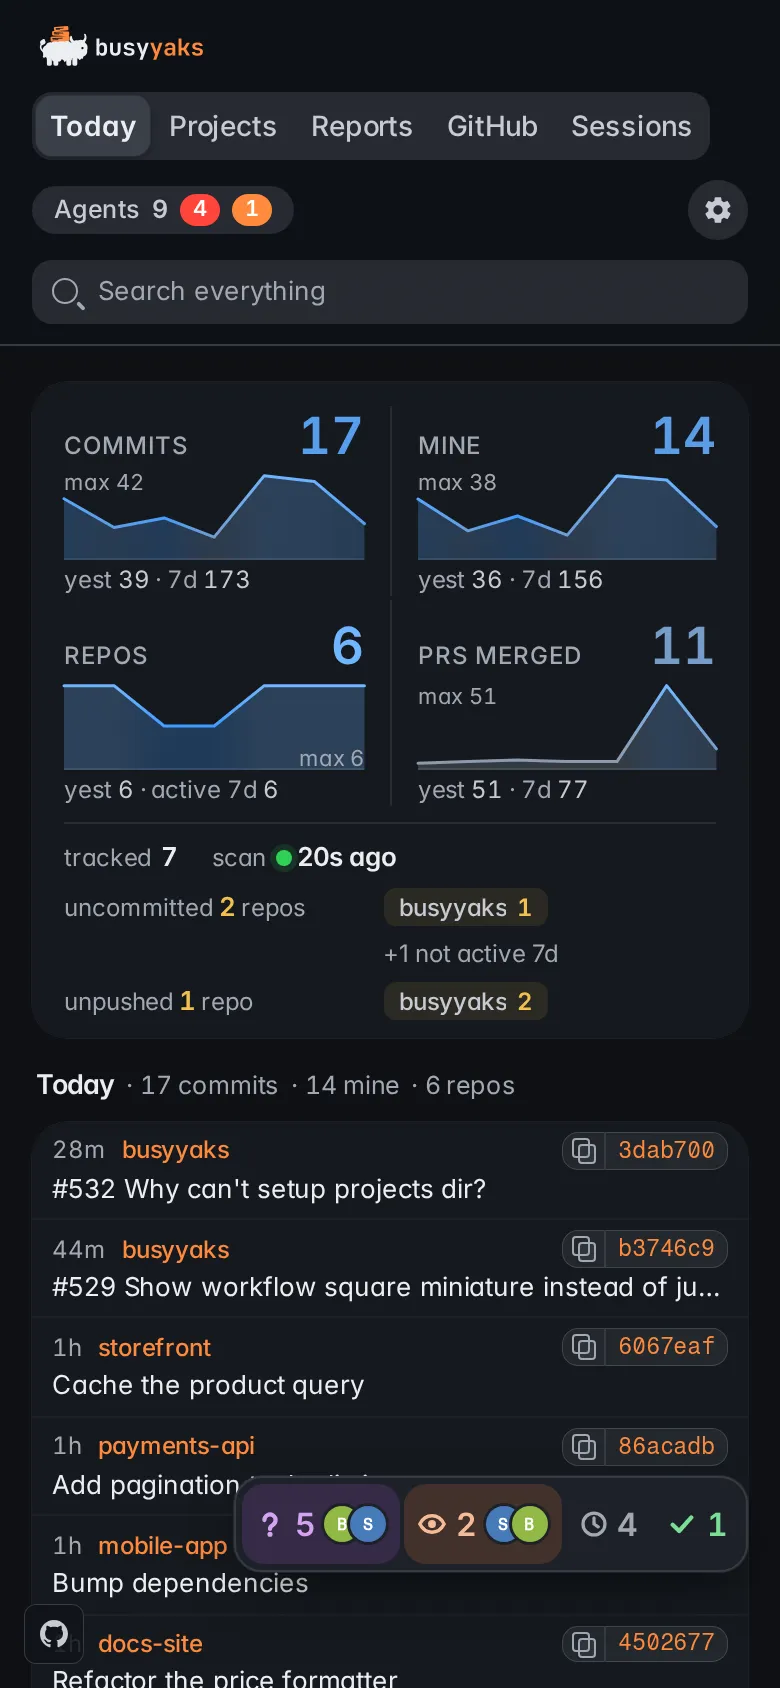 busyyaks
Today Projects Reports GitHub Sessions
Agents 9 4 1
Search everything
COMMITS 17
max 42
yest 39 · 7d 173
MINE 14
max 38
yest 36 · 7d 156
REPOS 6
max 6
yest 6 · active 7d 6
PRS MERGED 11
max 51
yest 51 · 7d 77
tracked 7 scan 20s ago
uncommitted 2 repos busyyaks 1
+1 not active 7d
unpushed 1 repo busyyaks 2
Today · 17 commits · 14 mine · 6 repos
28m busyyaks 3dab700
#532 Why can't setup projects dir?
44m busyyaks b3746c9
#529 Show workflow square miniature instead of ju...
1h storefront 6067eaf
Cache the product query
1h payments-api 86acadb
Add pagination
? 5 B S 2 S B 4 1
1h mobile-app
Bump dependencies
docs-site 4502677
Refactor the price formatter